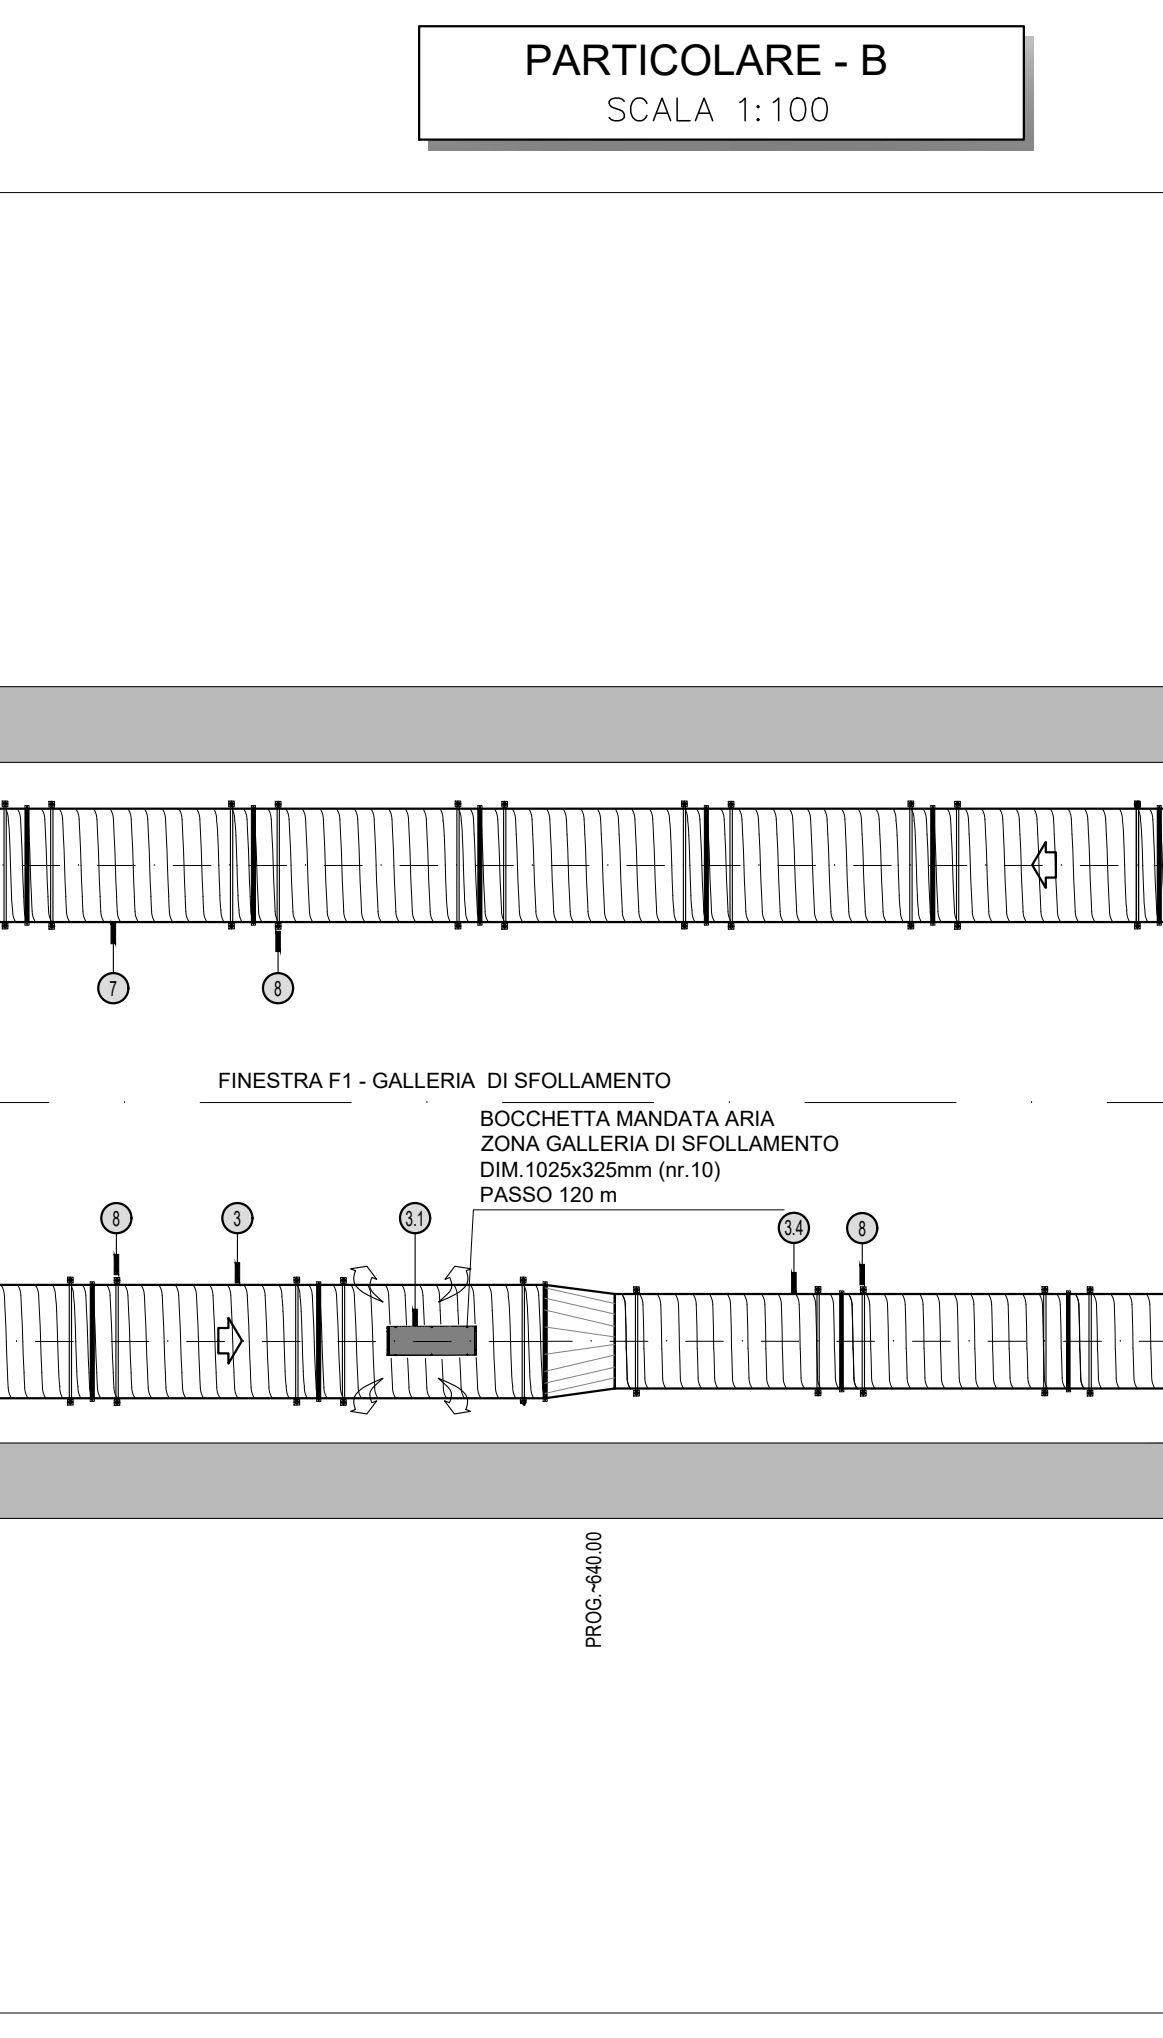 PARTICOLARE - B
SCALA 1:100
7
8
FINESTRA F1 - GALLERIA DI SFOLLAMENTO
BOCCHETTA MANDATA ARIA
ZONA GALLERIA DI SFOLLAMENTO
DIM.1025x325mm (nr.10)
PASSO 120 m
8
3
3.1
3.4
8
PROG.~640.00